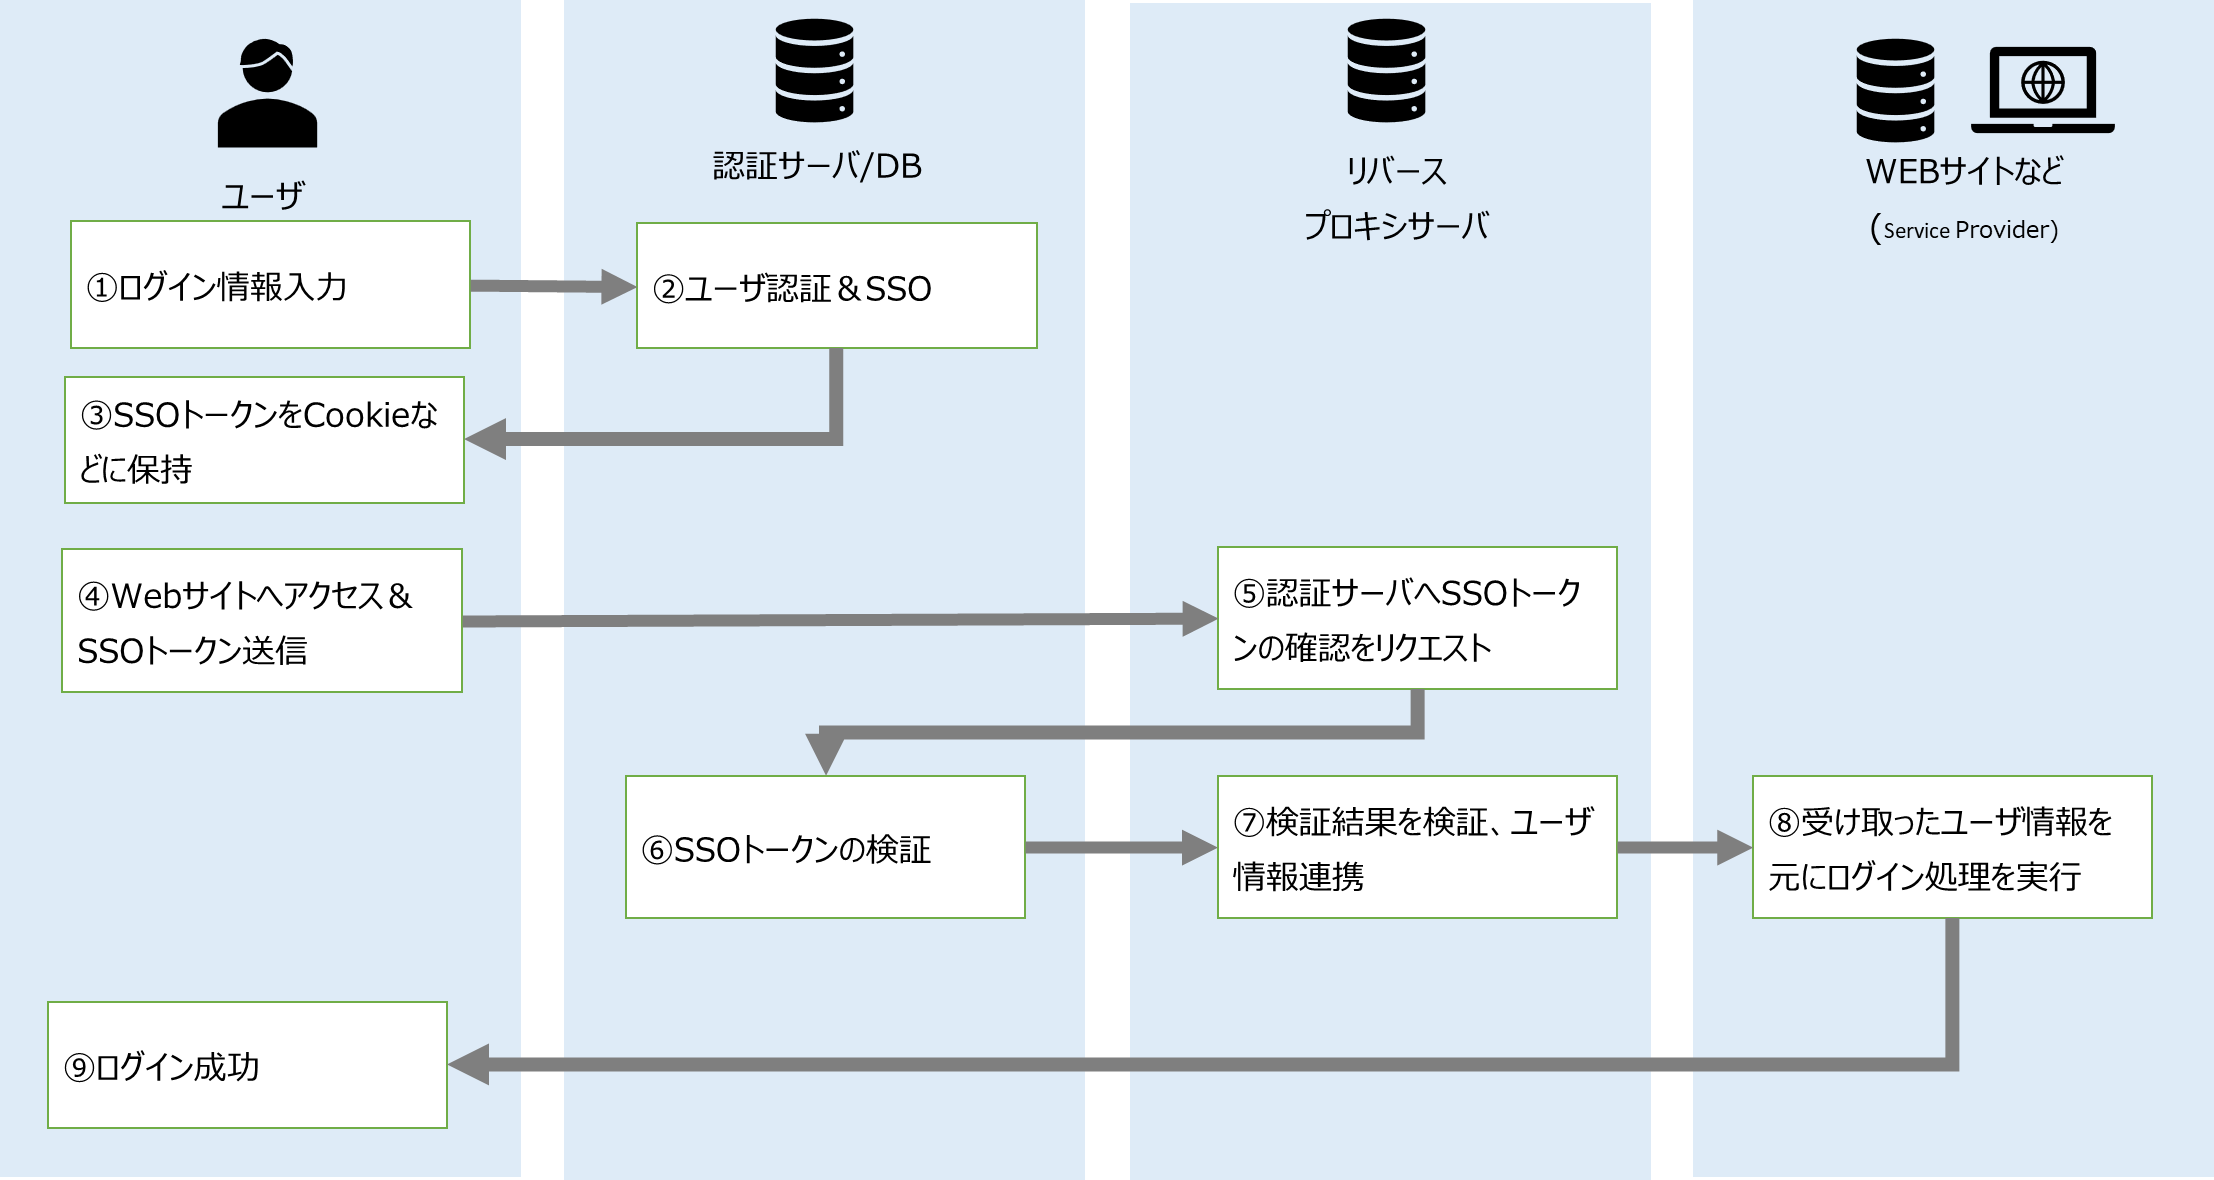 ユーザ
認証サーバ/DB
リバース
プロキシサーバ
WEBサイトなど
(Service Provider)
①ログイン情報入力
②ユーザ認証＆SSO
③SSOトークンをCookieな
どに保持
④Webサイトへアクセス＆
SSOトークン送信
⑤認証サーバへSSOトーク
ンの確認をリクエスト
⑥SSOトークンの検証
⑦検証結果を検証、ユーザ
情報連携
⑧受け取ったユーザ情報を
元にログイン処理を実行
⑨ログイン成功